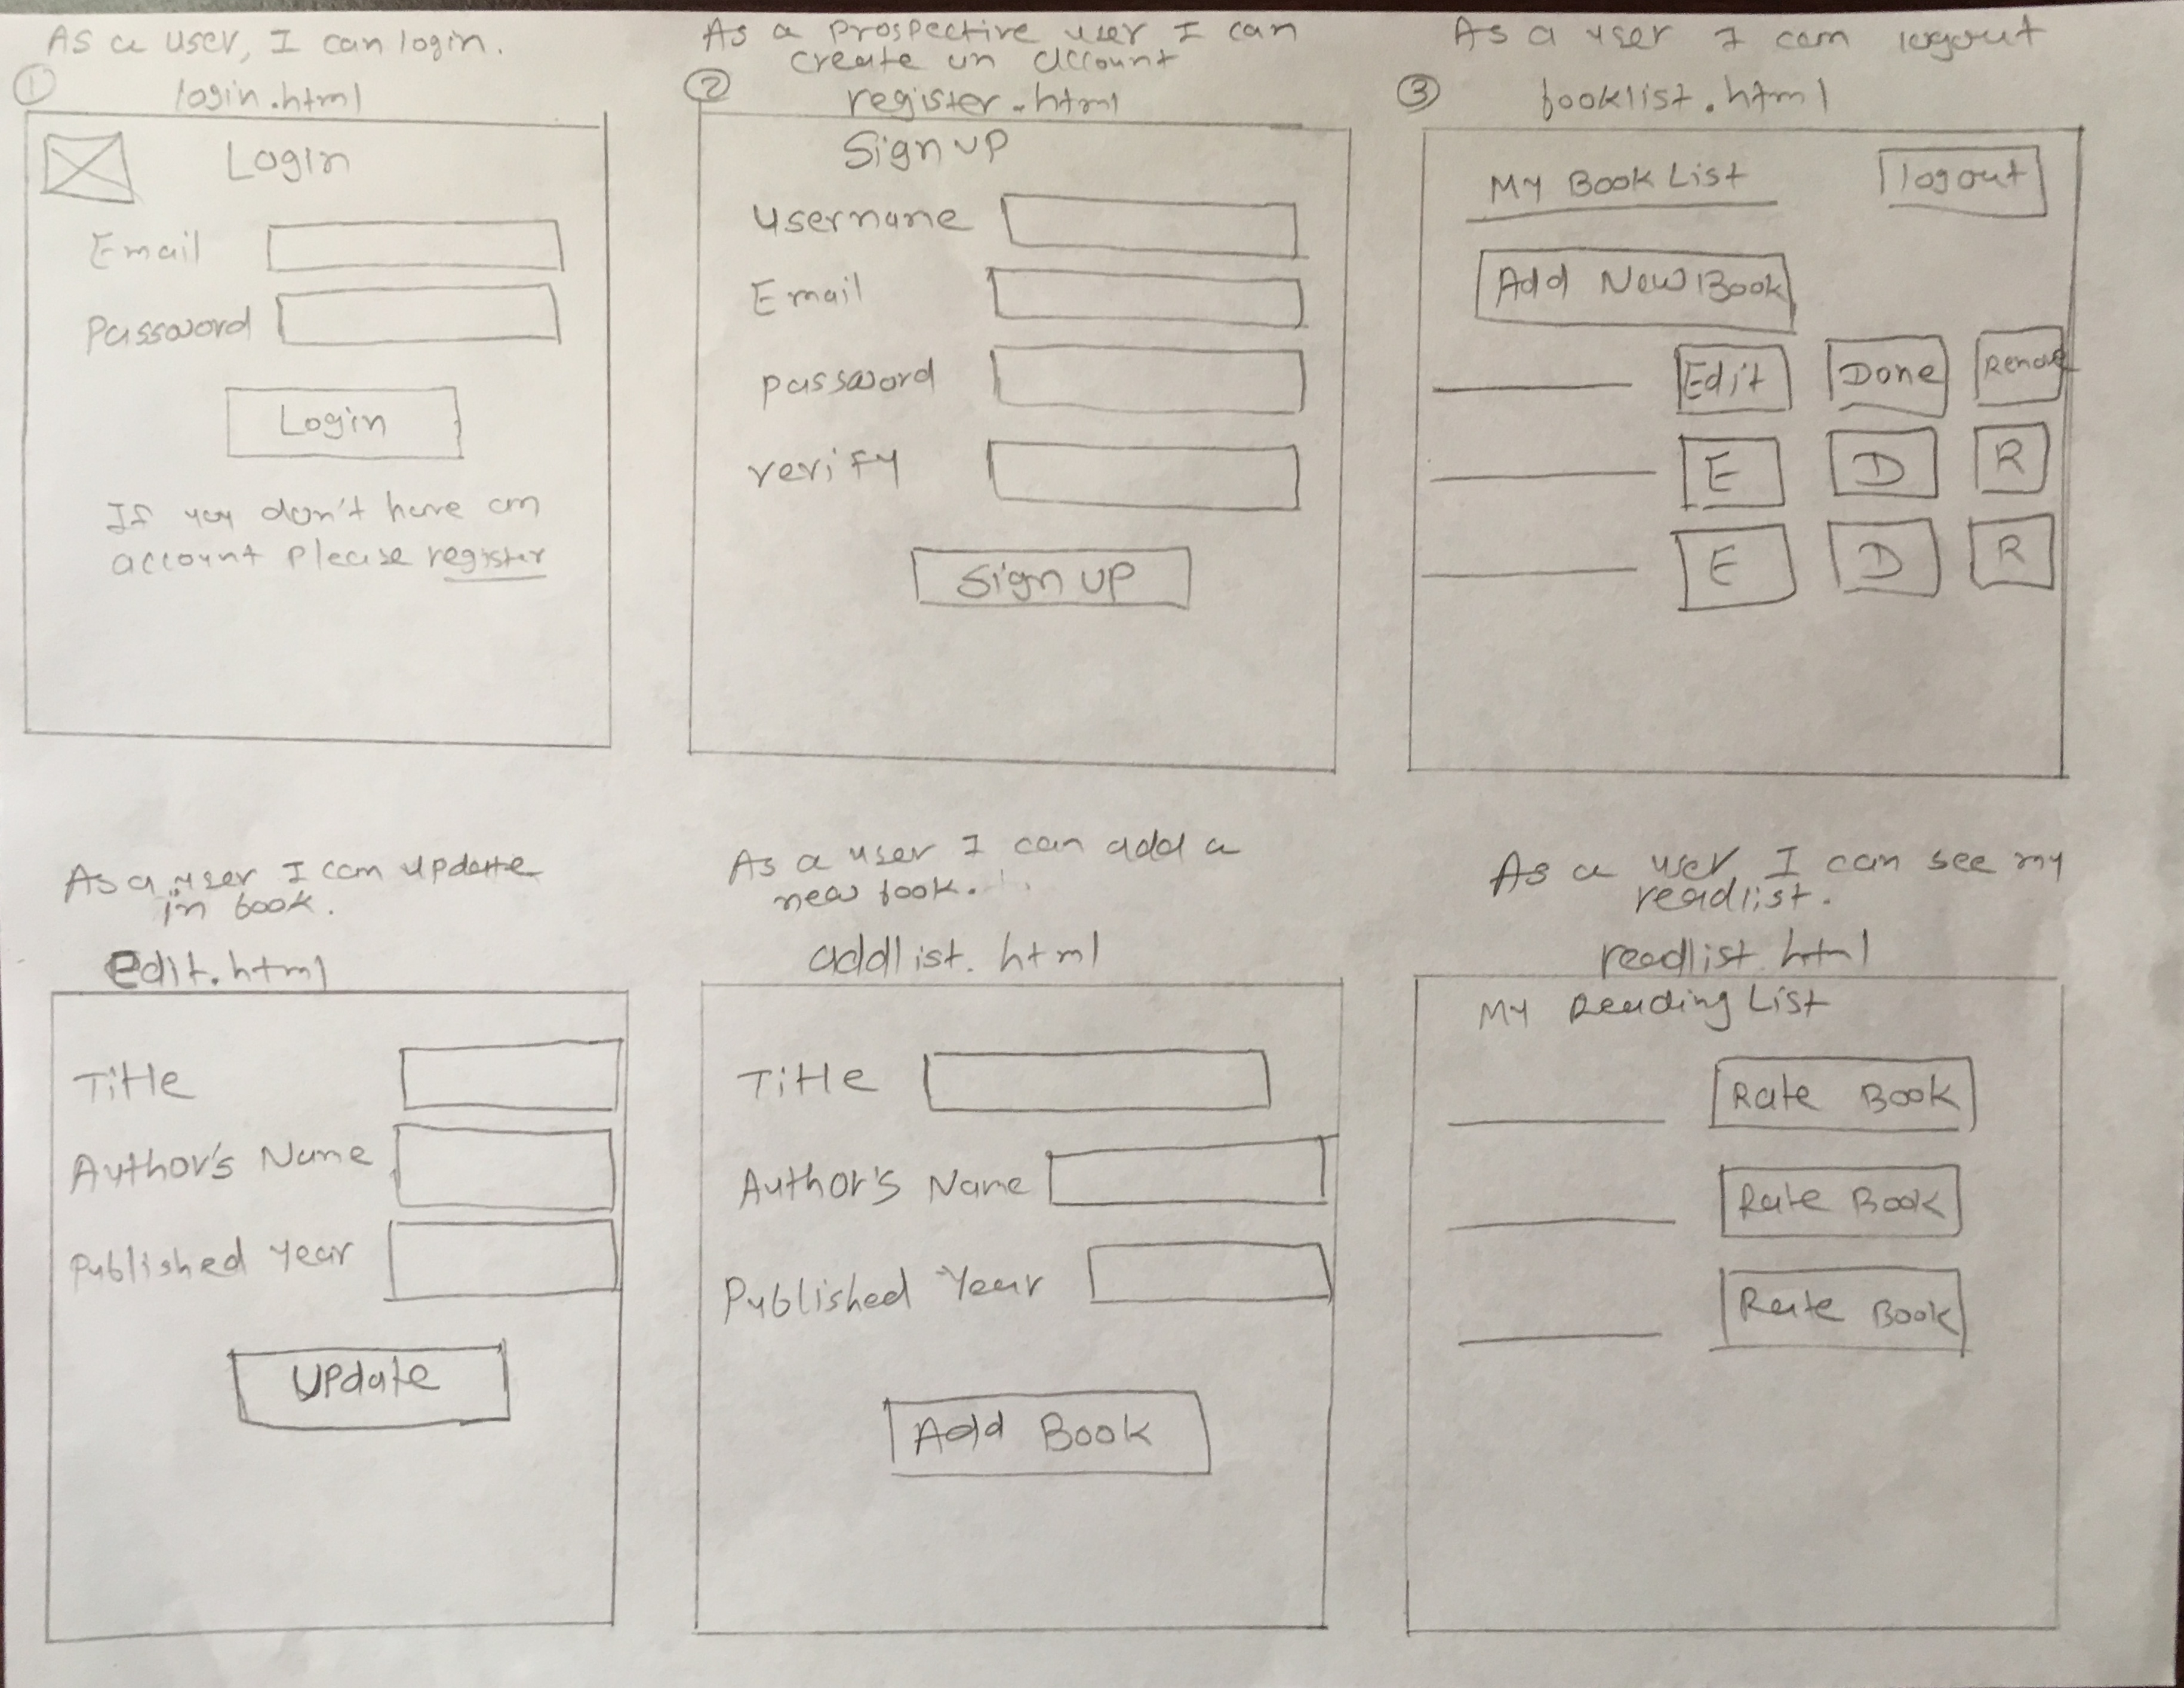 As a user, I can login.
①
login.html
Login
Email
Password
Login
If you don't have an
account please register
As a prospective user I can
create an account
②
register.html
Sign up
username
Email
password
verify
Sign up
As a user I can logout
③
booklist.html
My Book List
logout
Add New Book
Edit Done Remove
E D R
E D R
As a user I can update
in book.
edit.html
Title
Author's Name
Published Year
Update
As a user I can add a
new book.
addlist.html
Title
Author's Name
Published Year
Add Book
As a user I can see my
readlist.
readlist.html
My Reading List
Rate Book
Rate Book
Rate Book